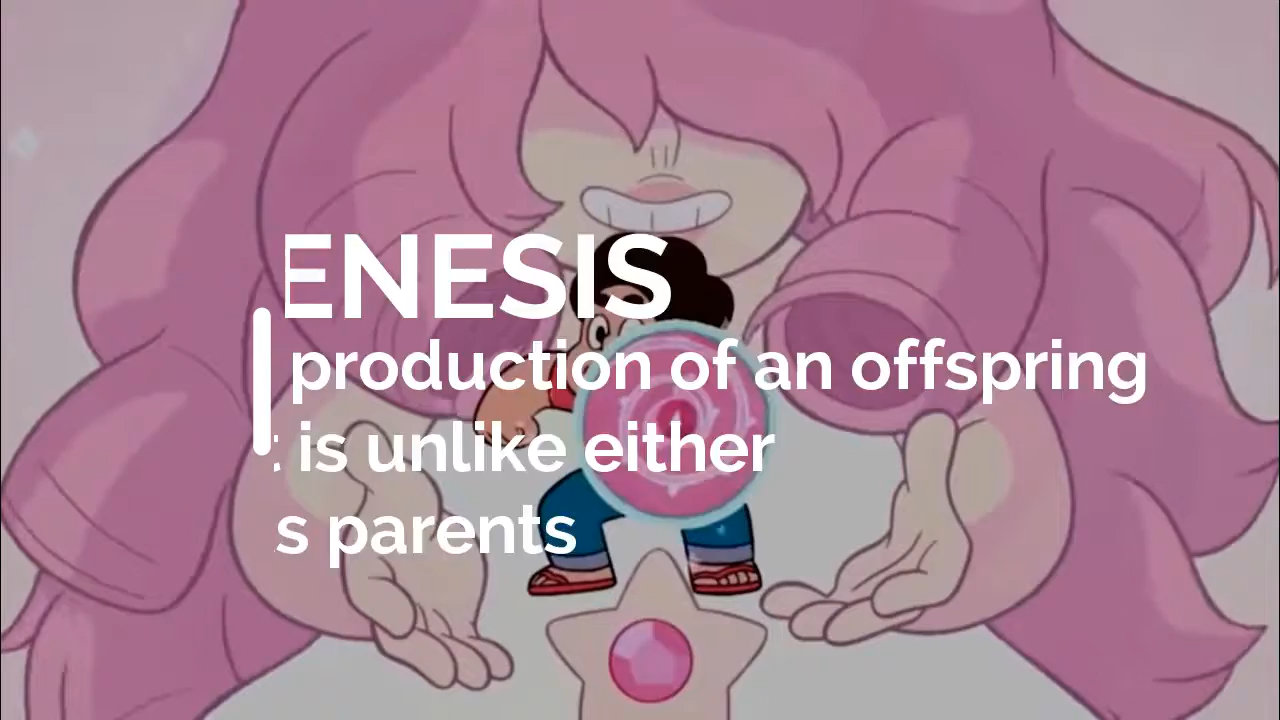 ENESIS
production of an offspring
: is unlike either
s parents